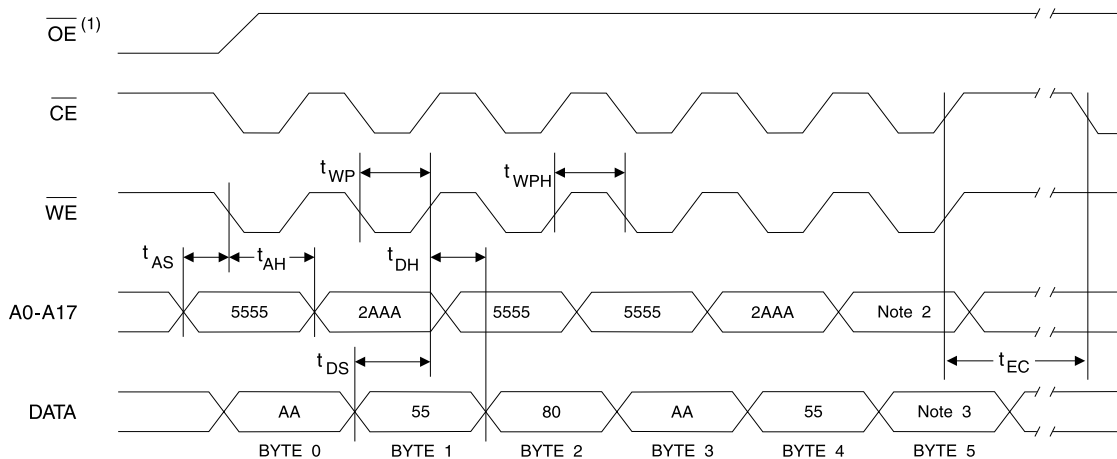 OE (1)
CE
tWP
tWPH
WE
tAS
tAH
tDH
A0-A17
5555
2AAA
5555
5555
2AAA
Note 2
tDS
tEC
DATA
AA
55
80
AA
55
Note 3
BYTE 0
BYTE 1
BYTE 2
BYTE 3
BYTE 4
BYTE 5